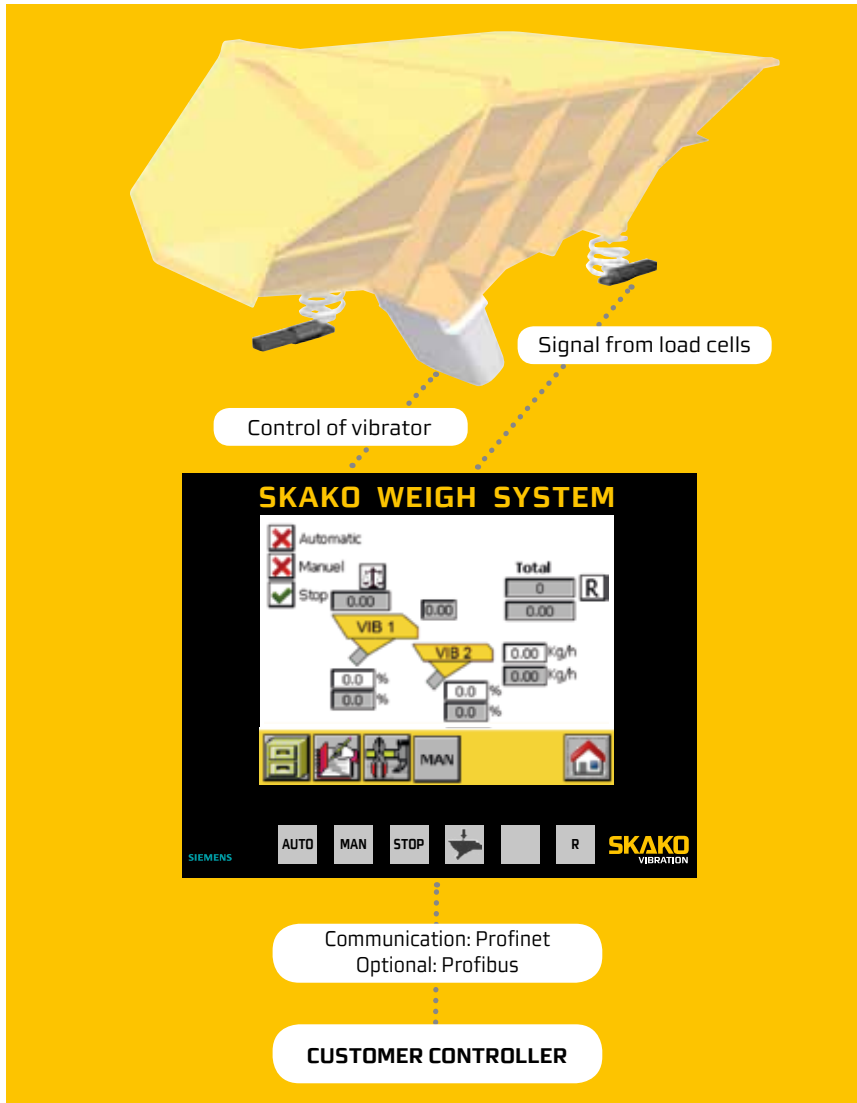 Signal from load cells
Control of vibrator
SKAKO WEIGH SYSTEM
Automatic
Manuel
Stop
Total
0
R
0.00
0.00
0.00
VIB 1
VIB 2
0.00 Kg/h
0.00 Kg/h
0.0 %
0.0 %
0.0 %
0.0 %
MAN
AUTO
MAN
STOP
R
SIEMENS
SKAKO
VIBRATION
Communication: Profinet
Optional: Profibus
CUSTOMER CONTROLLER